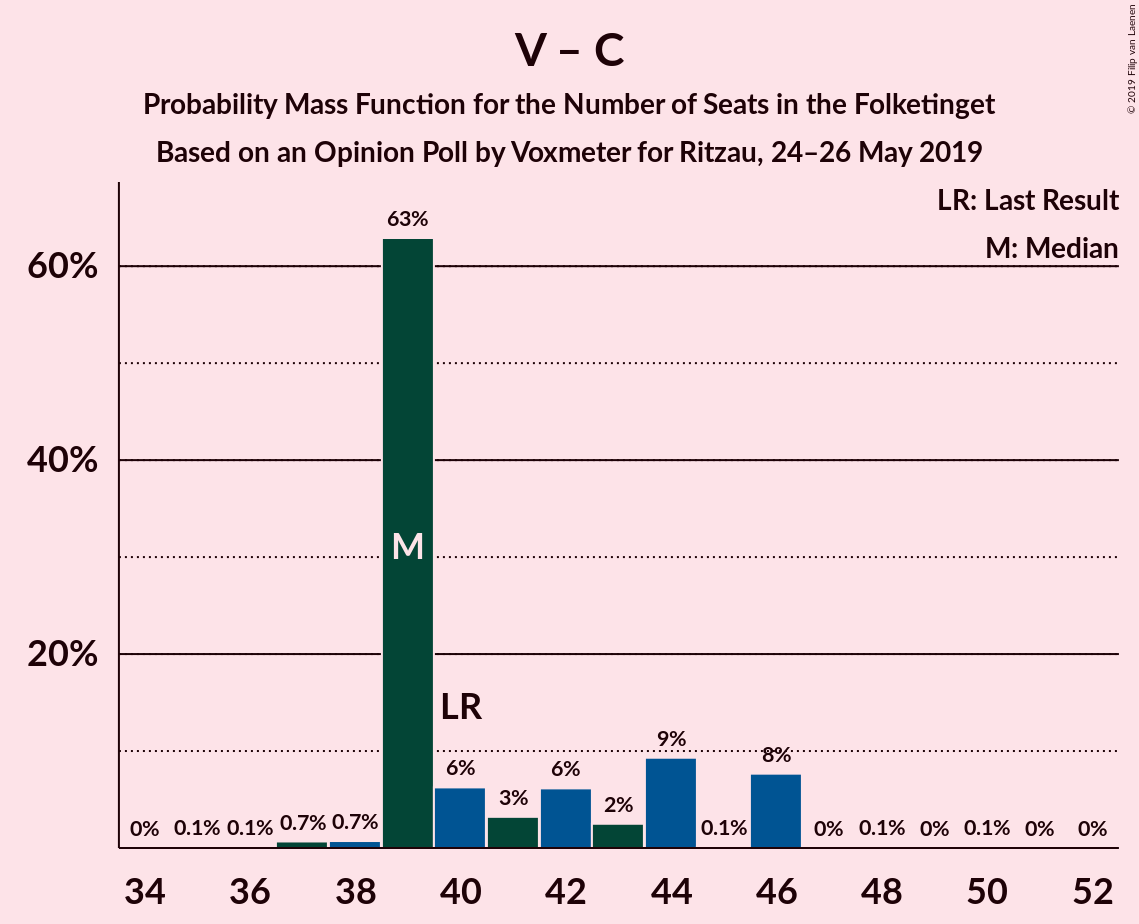 V – C
Probability Mass Function for the Number of Seats in the Folketinget
Based on an Opinion Poll by Voxmeter for Ritzau, 24–26 May 2019
© 2019 Filip van Laenen
LR: Last Result
M: Median
60%
40%
20%
0% 0.1% 0.1% 0.7% 0.7% 63% 6% 3% 6% 2% 9% 0.1% 8% 0% 0.1% 0% 0.1% 0% 0%
M
LR
34 36 38 40 42 44 46 48 50 52